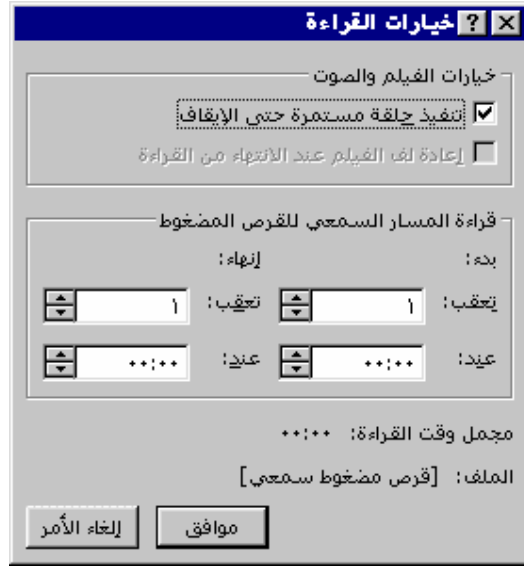 خيارات القراءة
خيارات الفيلم والصوت
تنفيذ حلقة مستمرة حتى الإيقاف
إعادة لف الفيلم عند الانتهاء من القراءة
قراءة المسار السمعي للقرص المضغوط
بدء: إنهاء:
تعقب: ١ تعقب: ١
عند: ٠٠:٠٠ عند: ٠٠:٠٠
مجمل وقت القراءة: ٠٠:٠٠
الملف: [قرص مضغوط سمعي]
موافق إلغاء الأمر